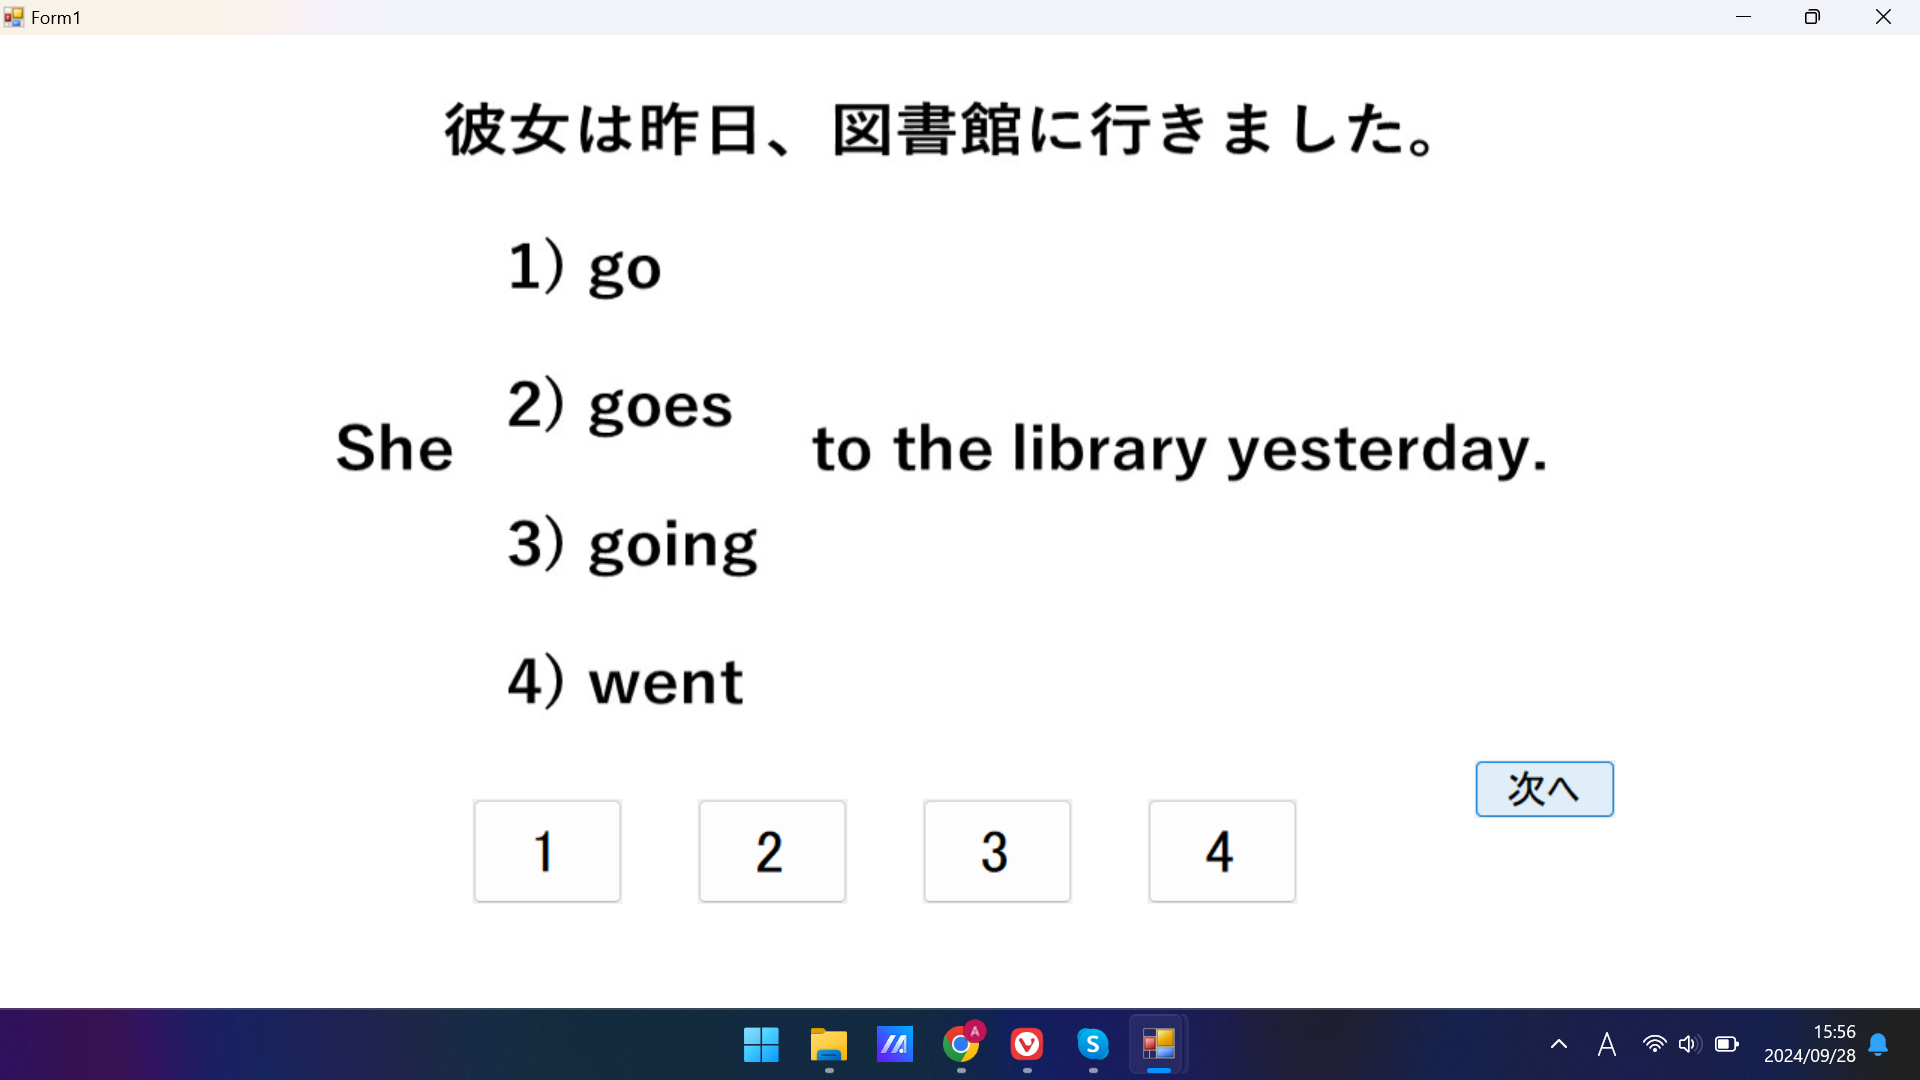 Form1
彼女は昨日、図書館に行きました。
1) go
2) goes
She
to the library yesterday.
3) going
4) went
次へ
1
2
3
4
A
S
A
15:56
2024/09/28